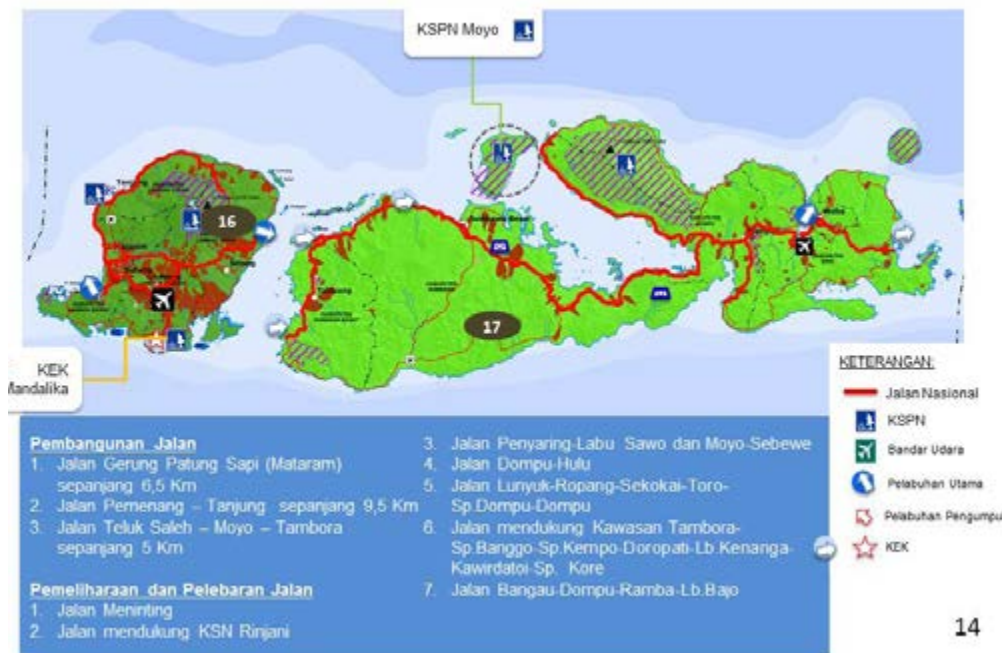 KSPN Moyo
16
17
KEK
Mandalika
KETERANGAN:
Jalan Nasional
KSPN
Bandar Udara
Pelabuhan Utama
Pelabuhan Pengumpu
KEK
Pembangunan Jalan
1. Jalan Gerung Patung Sapi (Mataram)
sepanjang 6,5 Km
2. Jalan Pemenang – Tanjung sepanjang 9,5 Km
3. Jalan Teluk Saleh – Moyo – Tambora
sepanjang 5 Km
Pemeliharaan dan Pelebaran Jalan
1. Jalan Meninting
2. Jalan mendukung KSN Rinjani
3. Jalan Penyaring-Labu Sawo dan Moyo-Sebewe
4. Jalan Dompu-Hulu
5. Jalan Lunyuk-Ropang-Sekokai-Toro-
Sp.Dompu-Dompu
6. Jalan mendukung Kawasan Tambora-
Sp.Banggo-Sp.Kempo-Doropati-Lb.Kenanga-
Kawirdatoi-Sp. Kore
7. Jalan Bangau-Dompu-Ramba-Lb.Bajo
14